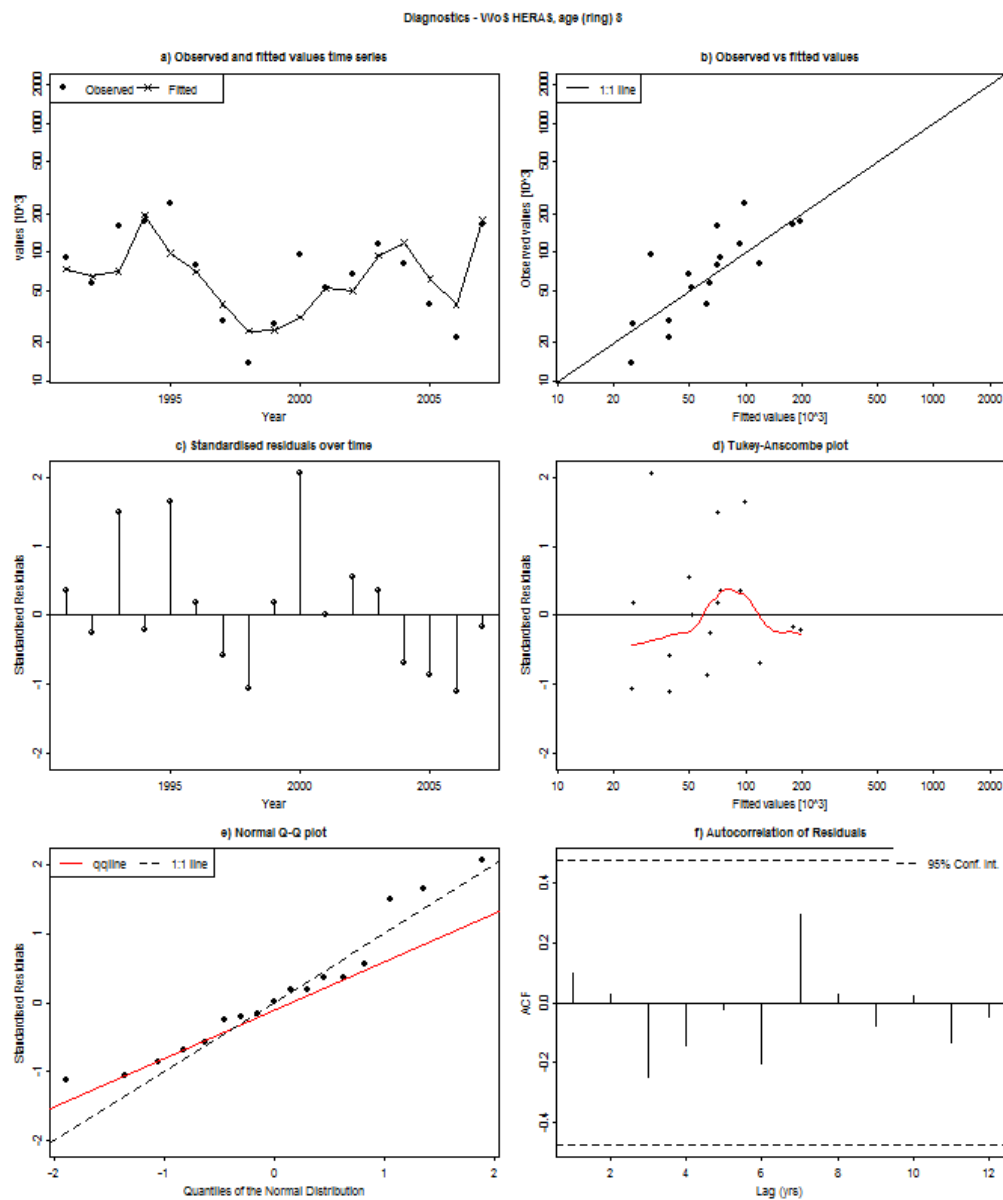 Diagnostics - WoS HERAS, age (ring) 8
a) Observed and fitted values time series
Observed
Fitted
values [10^3]
10 20 50 100 200 500 1000 2000
1995 2000 2005
Year
b) Observed vs fitted values
1:1 line
Observed values [10^3]
10 20 50 100 200 500 1000 2000
10 20 50 100 200 500 1000 2000
Fitted values [10^3]
c) Standardised residuals over time
Standardised Residuals
-2 -1 0 1 2
1995 2000 2005
Year
d) Tukey-Anscombe plot
Standardised Residuals
-2 -1 0 1 2
10 20 50 100 200 500 1000 2000
Fitted values [10^3]
e) Normal Q-Q plot
qqline
1:1 line
Standardised Residuals
-2 -1 0 1 2
-2 -1 0 1 2
Quantiles of the Normal Distribution
f) Autocorrelation of Residuals
95% Conf. Int.
ACF
-0.4 -0.2 0.0 0.2 0.4
2 4 6 8 10 12
Lag (yrs)